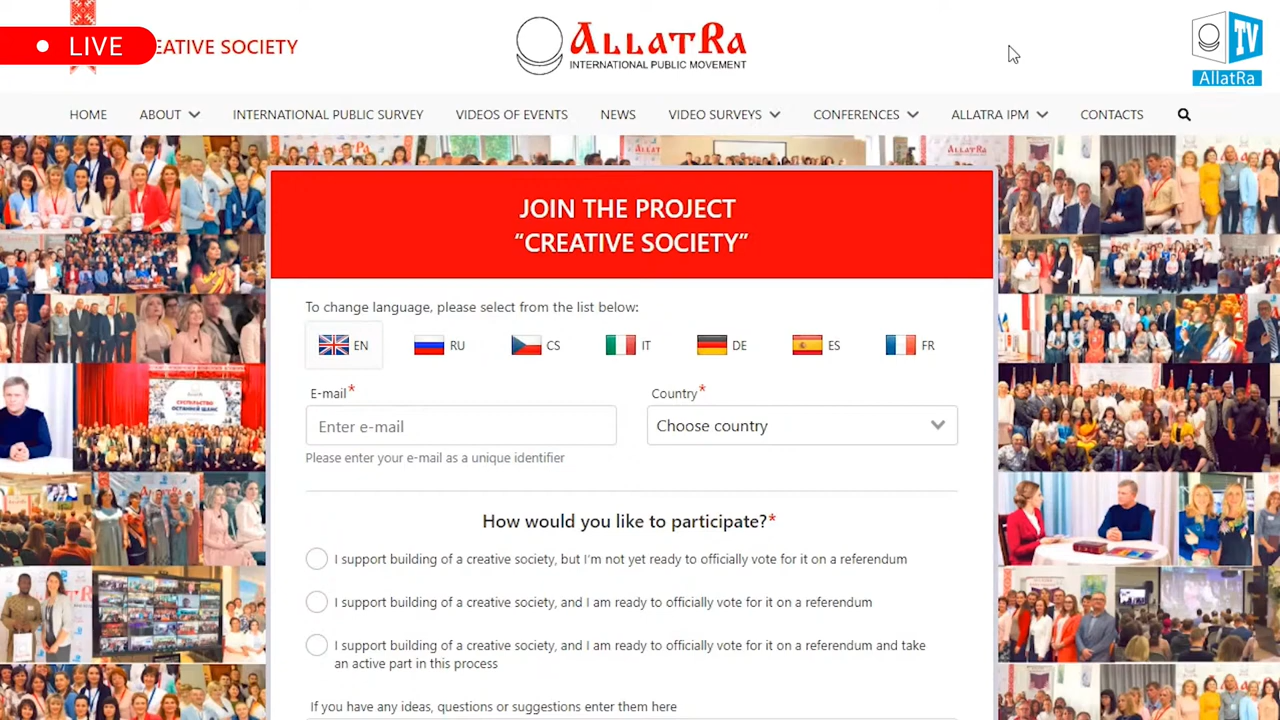 LIVE
EATIVE SOCIETY
ALLATRA
INTERNATIONAL PUBLIC MOVEMENT
TV
AllatRa
HOME
ABOUT
INTERNATIONAL PUBLIC SURVEY
VIDEOS OF EVENTS
NEWS
VIDEO SURVEYS
CONFERENCES
ALLATRA IPM
CONTACTS
JOIN THE PROJECT
“CREATIVE SOCIETY”
To change language, please select from the list below:
EN
RU
CS
IT
DE
ES
FR
E-mail*
Country*
Enter e-mail
Choose country
Please enter your e-mail as a unique identifier
How would you like to participate?*
I support building of a creative society, but I’m not yet ready to officially vote for it on a referendum
I support building of a creative society, and I am ready to officially vote for it on a referendum
I support building of a creative society, and I am ready to officially vote for it on a referendum and take
an active part in this process
If you have any ideas, questions or suggestions enter them here